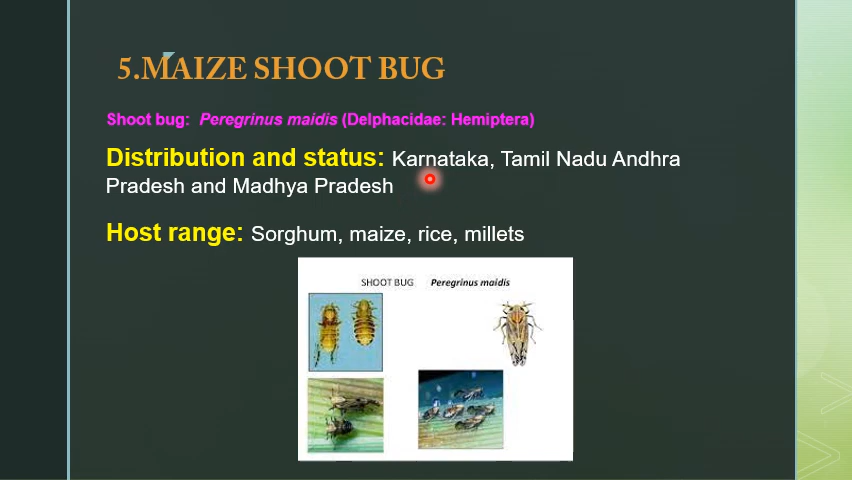 5.MAIZE SHOOT BUG
Shoot bug: Peregrinus maidis (Delphacidae: Hemiptera)
Distribution and status: Karnataka, Tamil Nadu Andhra
Pradesh and Madhya Pradesh
Host range: Sorghum, maize, rice, millets
SHOOT BUG Peregrinus maidis